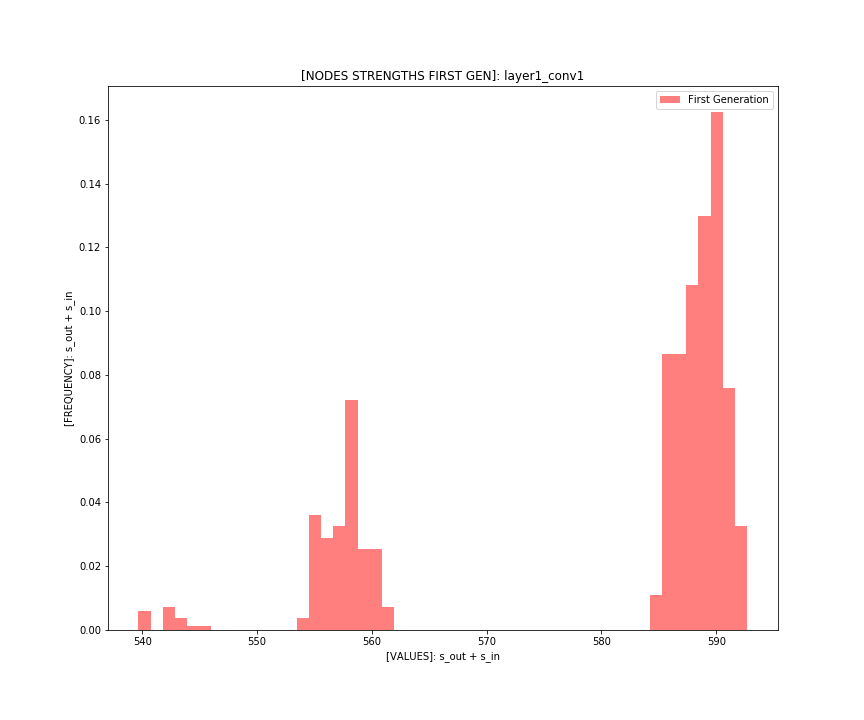 [NODES STRENGTHS FIRST GEN]: layer1_conv1
First Generation
0.16
0.14
0.12
0.10
0.08
0.06
0.04
0.02
0.00
[FREQUENCY]: s_out + s_in
540 550 560 570 580 590
[VALUES]: s_out + s_in